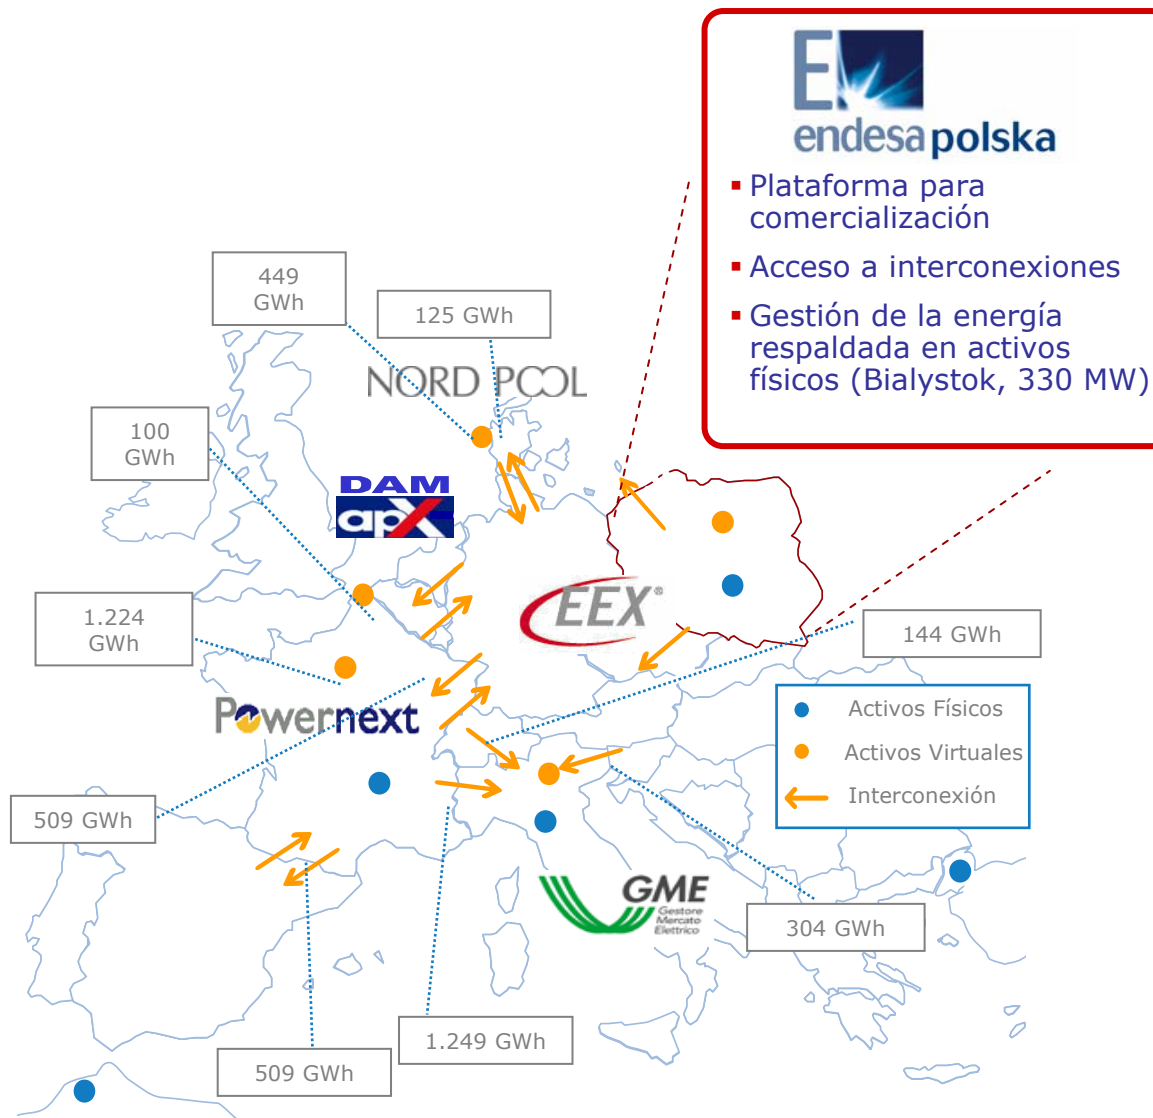 E
endesa polska
Plataforma para
comercialización
Acceso a interconexiones
Gestión de la energía
respaldada en activos
físicos (Bialystok, 330 MW)
449
GWh
125 GWh
NORD POOL
100
GWh
DAM
apX
EEX®
1.224
GWh
144 GWh
Powernext
Activos Físicos
Activos Virtuales
Interconexión
509 GWh
GME
Gestore
Mercato
Elettrico
304 GWh
1.249 GWh
509 GWh